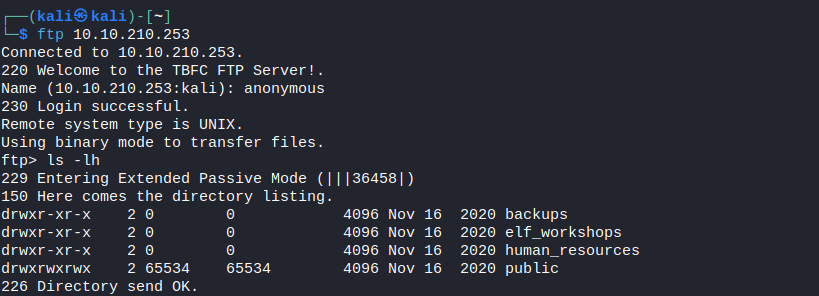 ┌──(kali㉿kali)-[~]
└─$ ftp 10.10.210.253
Connected to 10.10.210.253.
220 Welcome to the TBFC FTP Server!.
Name (10.10.210.253:kali): anonymous
230 Login successful.
Remote system type is UNIX.
Using binary mode to transfer files.
ftp> ls -lh
229 Entering Extended Passive Mode (|||36458|)
150 Here comes the directory listing.
drwxr-xr-x    2 0        0            4096 Nov 16  2020 backups
drwxr-xr-x    2 0        0            4096 Nov 16  2020 elf_workshops
drwxr-xr-x    2 0        0            4096 Nov 16  2020 human_resources
drwxrwxrwx    2 65534    65534        4096 Nov 16  2020 public
226 Directory send OK.